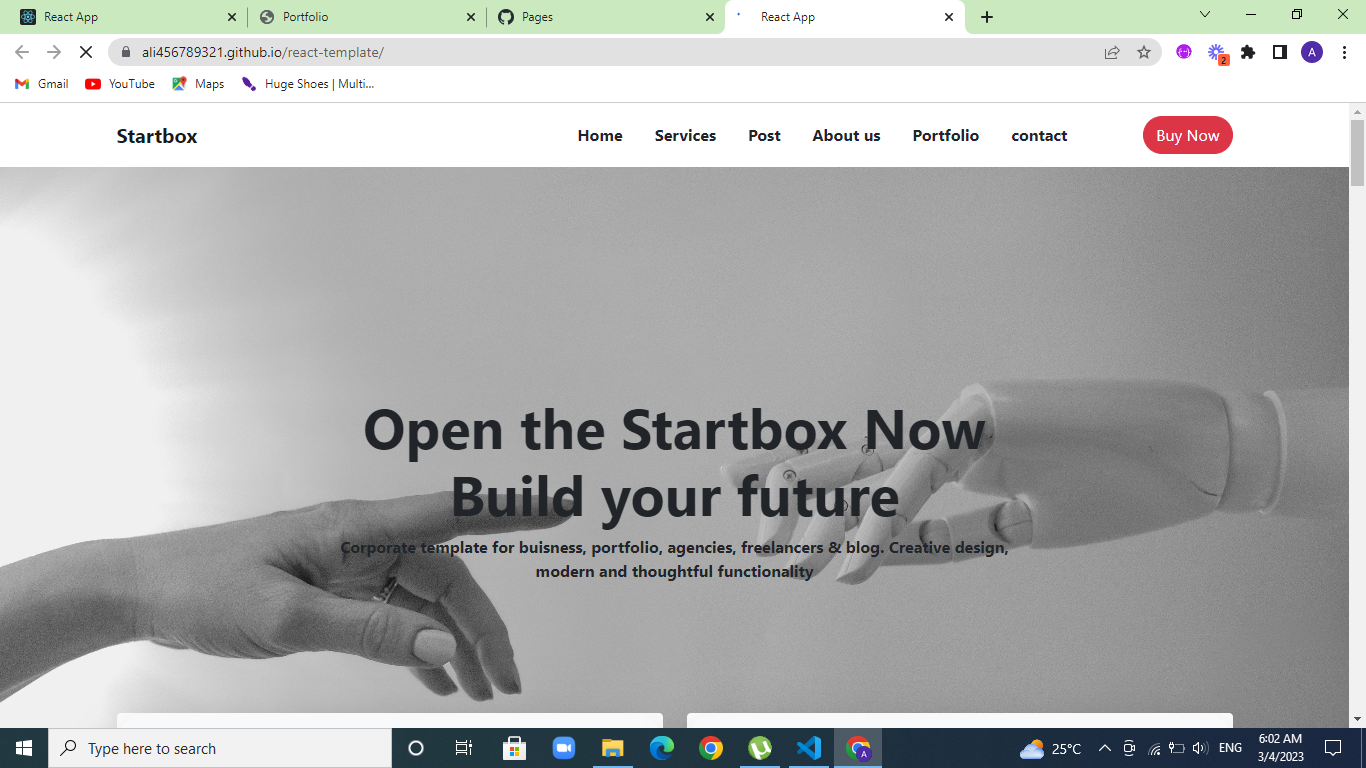 React App
Portfolio
Pages
React App
ali456789321.github.io/react-template/
A
2
Gmail
YouTube
Maps
Huge Shoes | Multi...
Startbox
Home
Services
Post
About us
Portfolio
contact
Buy Now
Open the Startbox Now
Build your future
Corporate template for buisness, portfolio, agencies, freelancers & blog. Creative design,
modern and thoughtful functionality
Type here to search
A
25°C
ENG
6:02 AM
3/4/2023